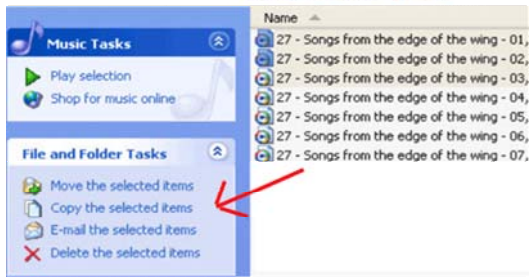 Music Tasks
Play selection
Shop for music online
File and Folder Tasks
Move the selected items
Copy the selected items
E-mail the selected items
Delete the selected items
Name
27 - Songs from the edge of the wing - 01,
27 - Songs from the edge of the wing - 02,
27 - Songs from the edge of the wing - 03,
27 - Songs from the edge of the wing - 04,
27 - Songs from the edge of the wing - 05,
27 - Songs from the edge of the wing - 06,
27 - Songs from the edge of the wing - 07,